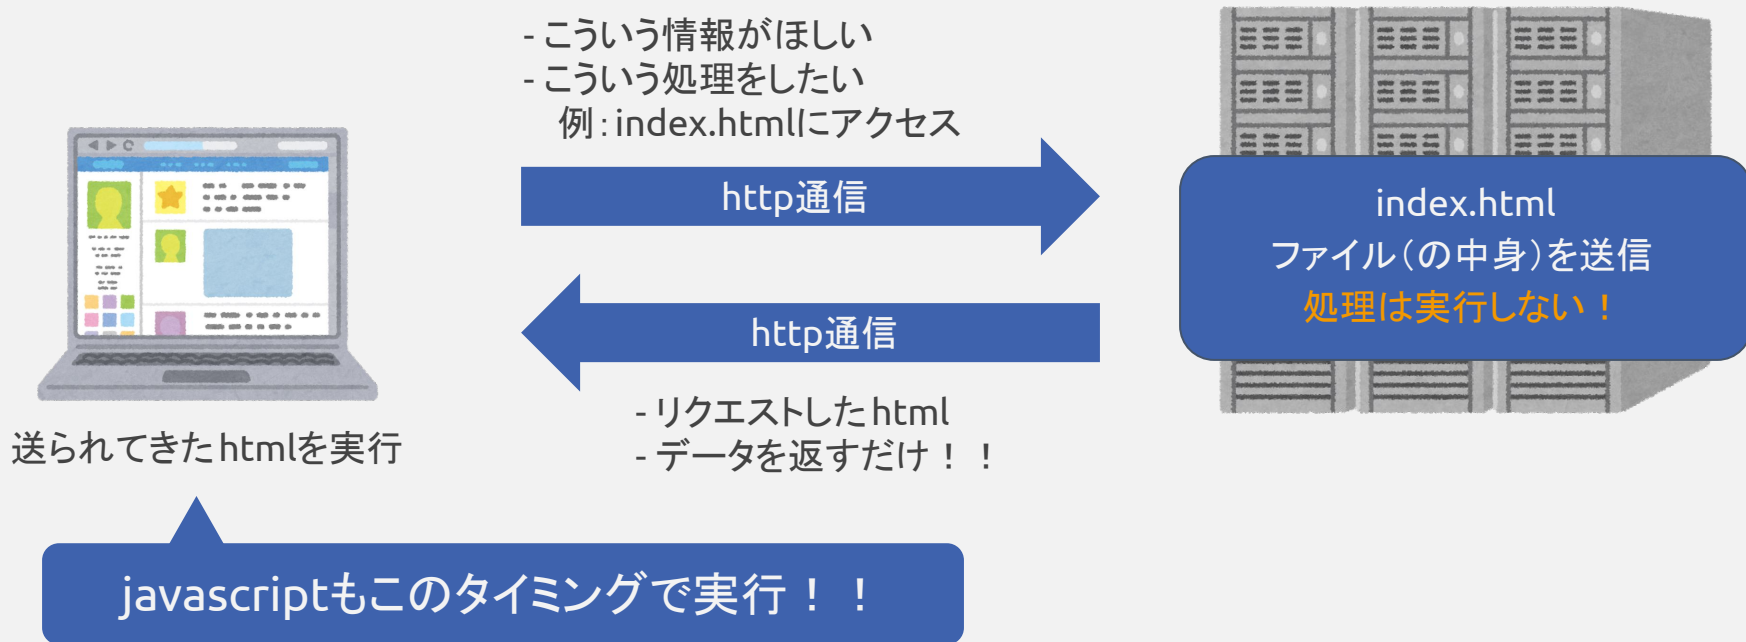 - こういう情報がほしい
- こういう処理をしたい
例：index.htmlにアクセス
http通信
index.html
ファイル（の中身）を送信
処理は実行しない！
http通信
- リクエストしたhtml
- データを返すだけ！！
送られてきたhtmlを実行
javascriptもこのタイミングで実行！！